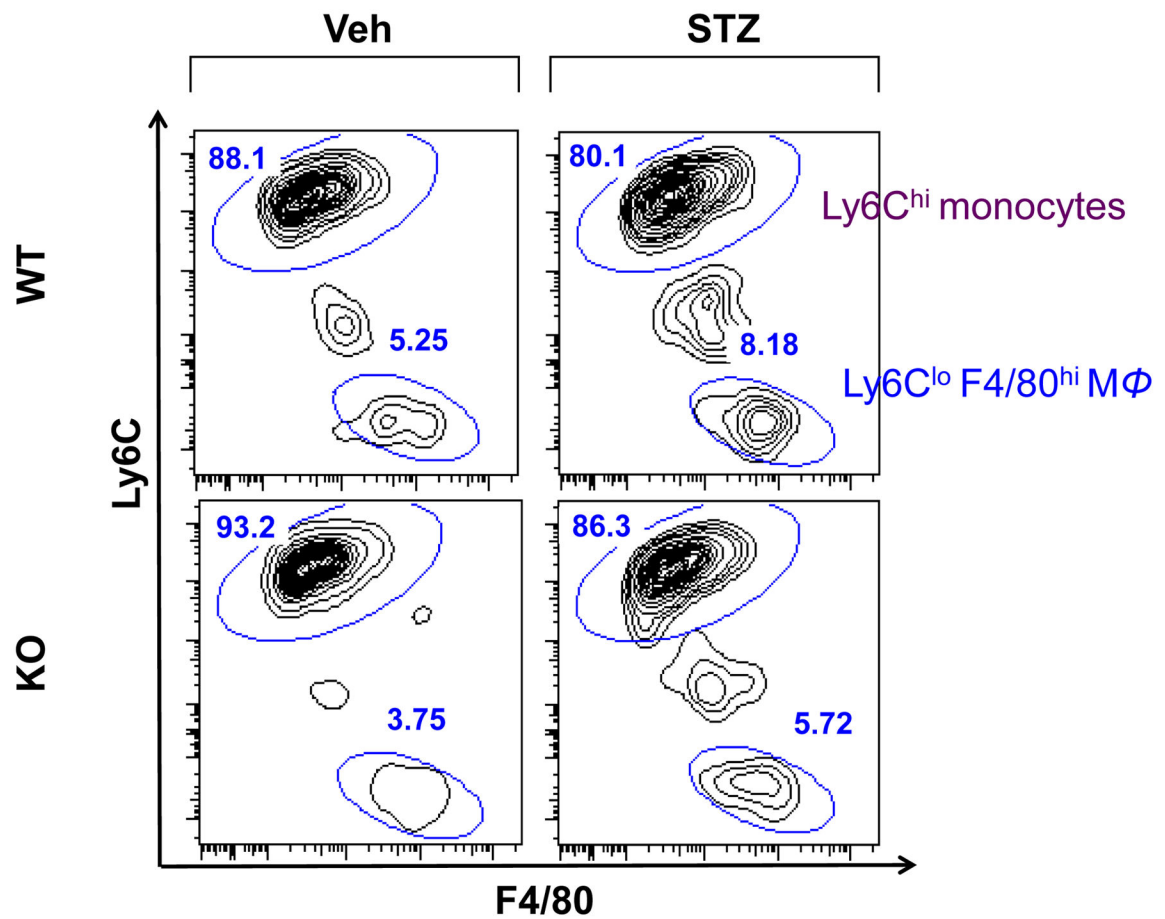 Veh
STZ
WT
88.1
5.25
80.1
8.18
Ly6Cʰⁱ monocytes
Ly6Cˡᵒ F4/80ʰⁱ MΦ
KO
93.2
3.75
86.3
5.72
Ly6C
F4/80